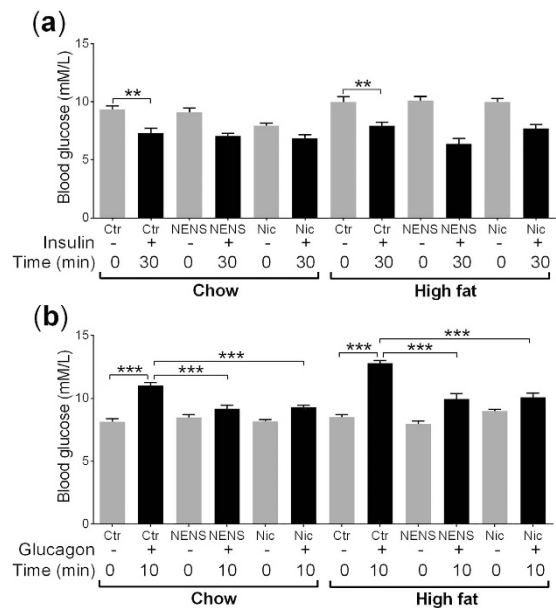 (a)
Blood glucose (mM/L)
15
10
5
0
** **
Ctr Ctr NENS NENS Nic Nic Ctr Ctr NENS NENS Nic Nic
Insulin - + - + - + - + - + - +
Time (min) 0 30 0 30 0 30 0 30 0 30 0 30
Chow High fat
(b)
Blood glucose (mM/L)
15
10
5
0
*** *** *** *** *** ***
Ctr Ctr NENS NENS Nic Nic Ctr Ctr NENS NENS Nic Nic
Glucagon - + - + - + - + - + - +
Time (min) 0 10 0 10 0 10 0 10 0 10 0 10
Chow High fat